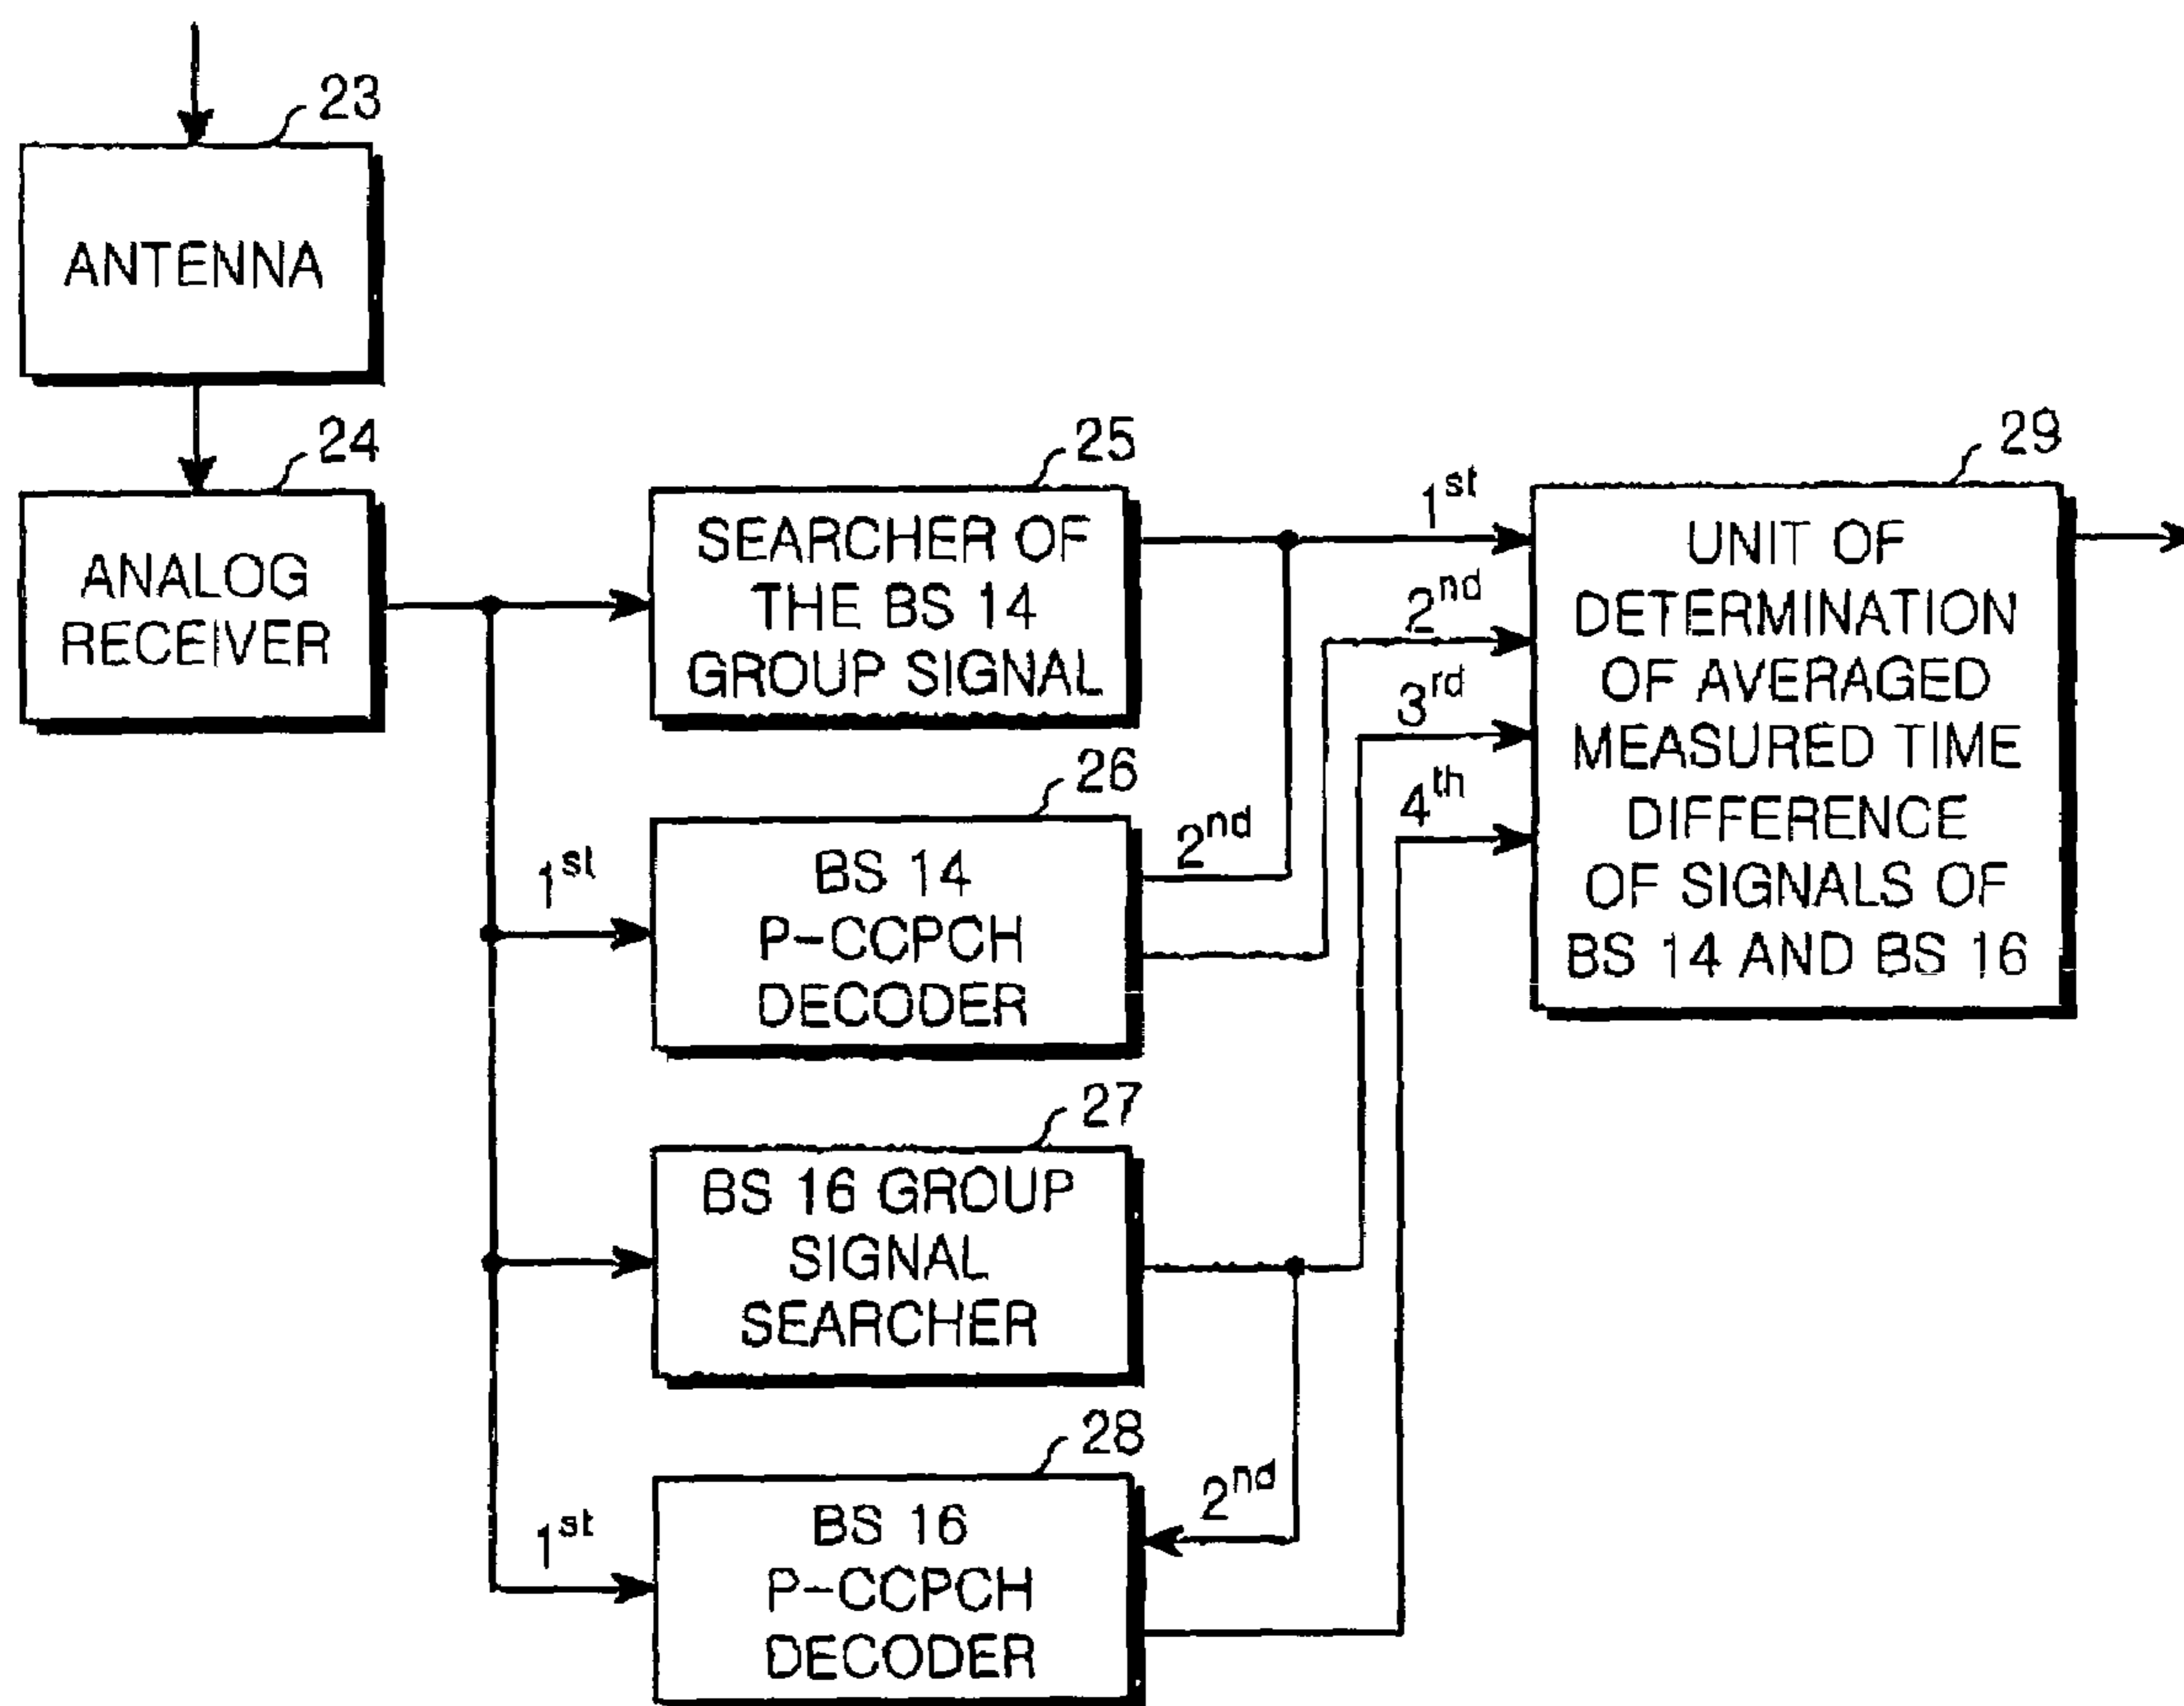 23
ANTENNA
24
ANALOG
RECEIVER
25
SEARCHER OF
THE BS 14
GROUP SIGNAL
26
1st
BS 14
P-CCPCH
DECODER
2nd
27
BS 16 GROUP
SIGNAL
SEARCHER
28
1st
BS 16
P-CCPCH
DECODER
2nd
1st
2nd
3rd
4th
29
UNIT OF
DETERMINATION
OF AVERAGED
MEASURED TIME
DIFFERENCE
OF SIGNALS OF
BS 14 AND BS 16